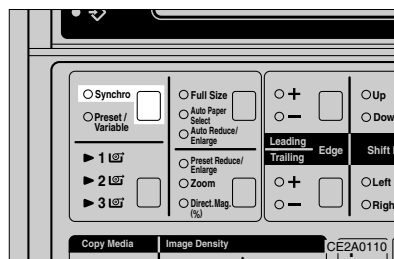 Synchro
Preset /
Variable
1
2
3
Full Size
Auto Paper
Select
Auto Reduce/
Enlarge
Preset Reduce/
Enlarge
Zoom
Direct.Mag.
(%)
+
−
Leading
Trailing
Edge
+
−
Up
Dow
Shift
Left
Righ
Copy Media
Image Density
CE2A0110